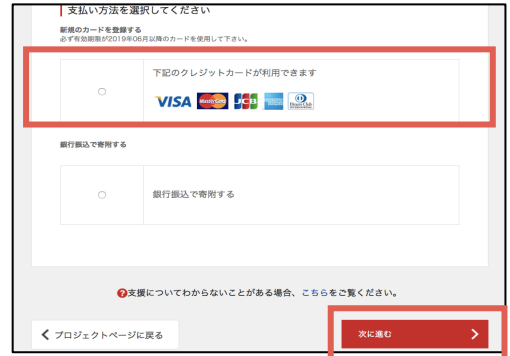 支払い方法を選択してください
新規のカードを登録する
必ず有効期限が2019年06月以降のカードを使用して下さい。
下記のクレジットカードが利用できます
VISA MasterCard JCB
銀行振込で寄附する
銀行振込で寄附する
?支援についてわからないことがある場合、こちらをご覧ください。
プロジェクトページに戻る
次に進む